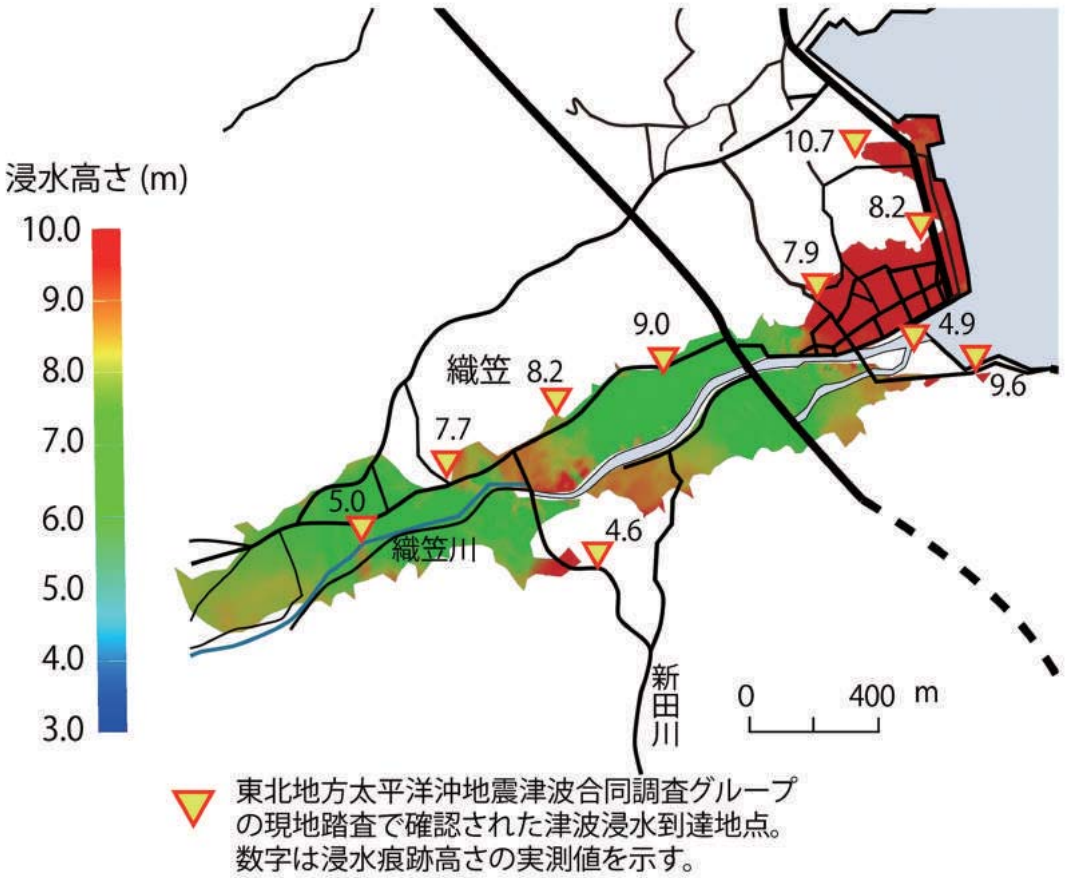 浸水高さ (m)
10.0
9.0
8.0
7.0
6.0
5.0
4.0
3.0
10.7
8.2
7.9
4.9
9.6
9.0
織笠
8.2
7.7
5.0
織笠川
4.6
新田川
0 400 m
東北地方太平洋沖地震津波合同調査グループ
の現地踏査で確認された津波浸水到達地点。
数字は浸水痕跡高さの実測値を示す。